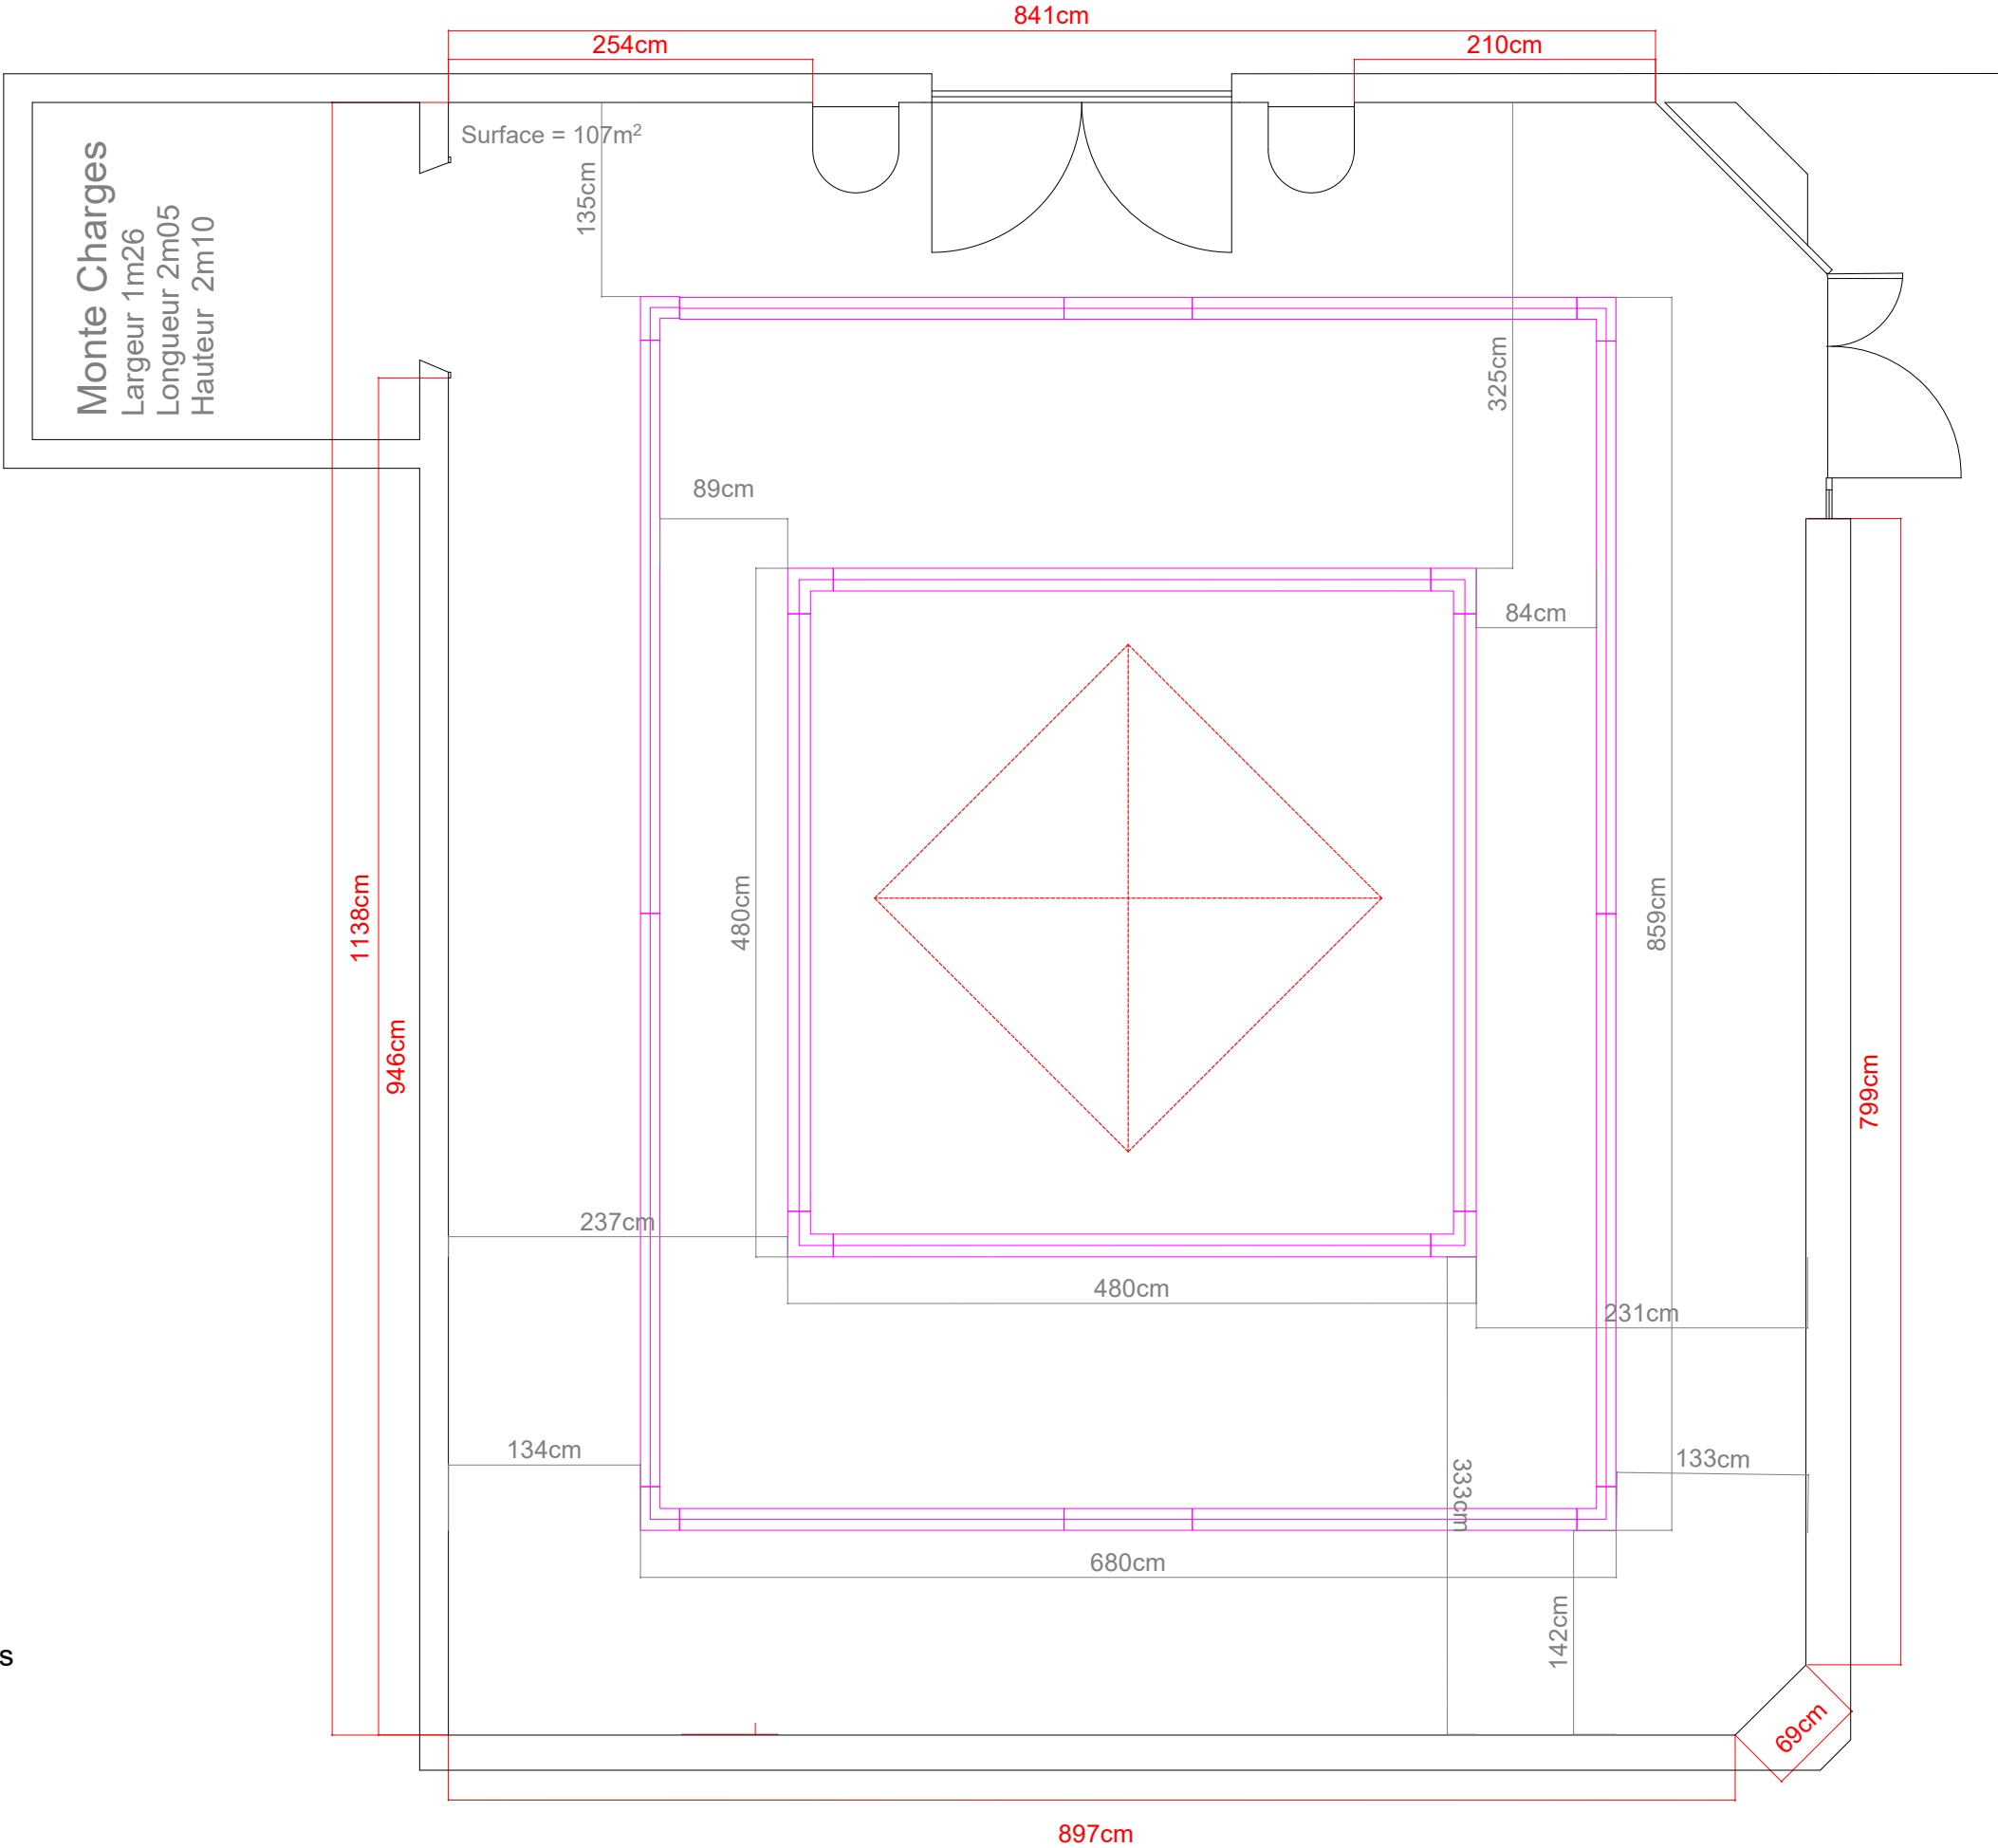 841cm
254cm
210cm
Surface = 107m²
Monte Charges
Largeur 1m26
Longueur 2m05
Hauteur 2m10
135cm
325cm
89cm
84cm
1138cm
480cm
859cm
946cm
799cm
237cm
480cm
231cm
134cm
333cm
133cm
680cm
142cm
s
69cm
897cm